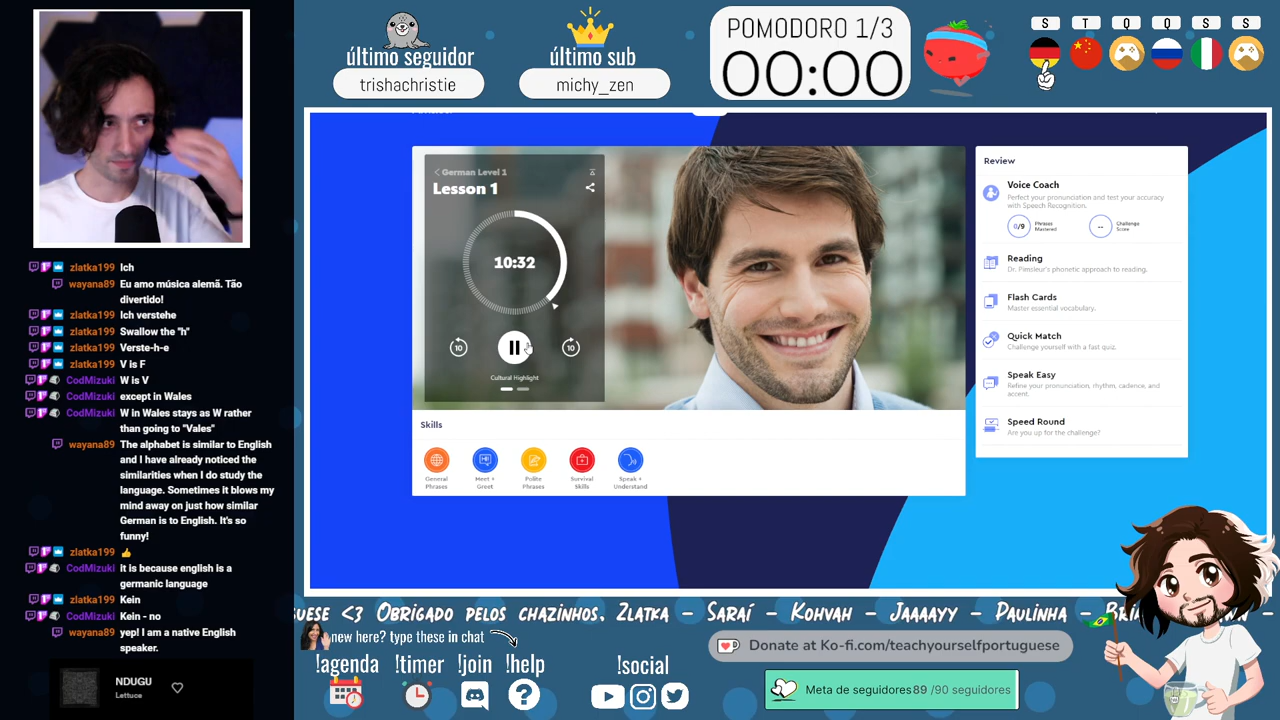 último seguidor
trishachristie
último sub
michy_zen
POMODORO 1/3
00:00
S T Q Q S S
zlatka199 Ich
wayana89 Eu amo música alemã. Tão
divertido!
zlatka199 Ich verstehe
zlatka199 Swallow the "h"
zlatka199 Verste-h-e
zlatka199 V is F
CodMizuki W is V
CodMizuki except in Wales
CodMizuki W in Wales stays as W rather
than going to "Vales"
wayana89 The alphabet is similar to English
and I have already noticed the
similarities when I do study the
language. Sometimes it blows my
mind away on just how similar
German is to English. It's so
funny!
zlatka199 👍
CodMizuki it is because english is a
germanic language
zlatka199 Kein
CodMizuki Kein - no
wayana89 yep! I am a native English
speaker.
NDUGU
Lettuce
German Level 1
Lesson 1
10:32
10
10
Cultural Highlight
Skills
General
Phrases
Meet +
Greet
Polite
Phrases
Survival
Skills
Speak +
Understand
Review
Voice Coach
Perfect your pronunciation and test your accuracy
with Speech Recognition.
0/9 Phrases
Mastered
-- Challenge
Score
Reading
Dr. Pimsleur's phonetic approach to reading.
Flash Cards
Master essential vocabulary.
Quick Match
Challenge yourself with a fast quiz.
Speak Easy
Refine your pronunciation, rhythm, cadence, and
accent.
Speed Round
Are you up for the challenge?
GUESE <3 OBRIGADO PELOS CHAZINHOS, ZLATKA - SARAÍ - KOHVAH - JAAAAYY - PAULINHA -
new here? type these in chat
!agenda !timer !join !help !social
Donate at Ko-fi.com/teachyourselfportuguese
Meta de seguidores 89 /90 seguidores